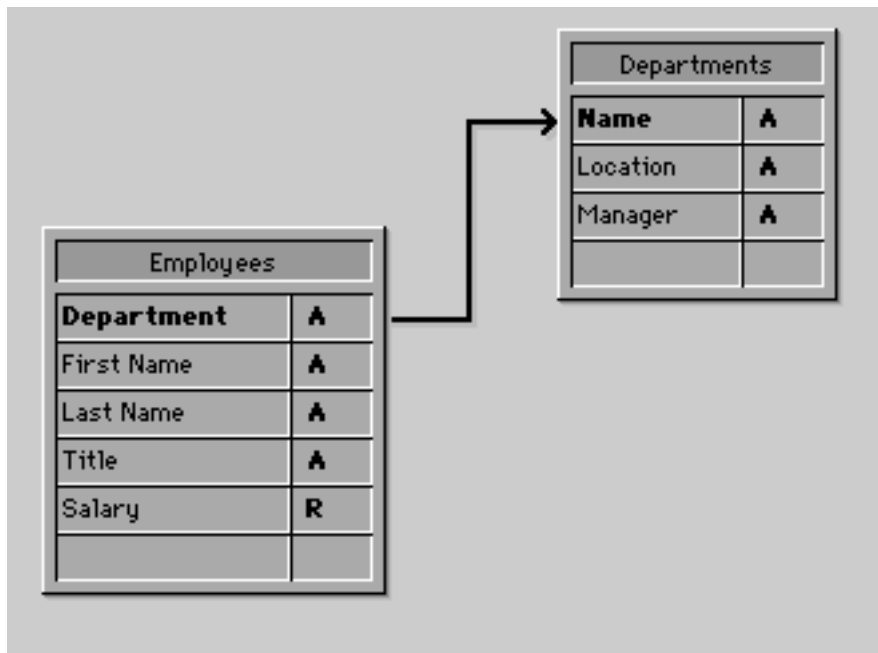 Departments
Name A
Location A
Manager A
Employees
Department A
First Name A
Last Name A
Title A
Salary R